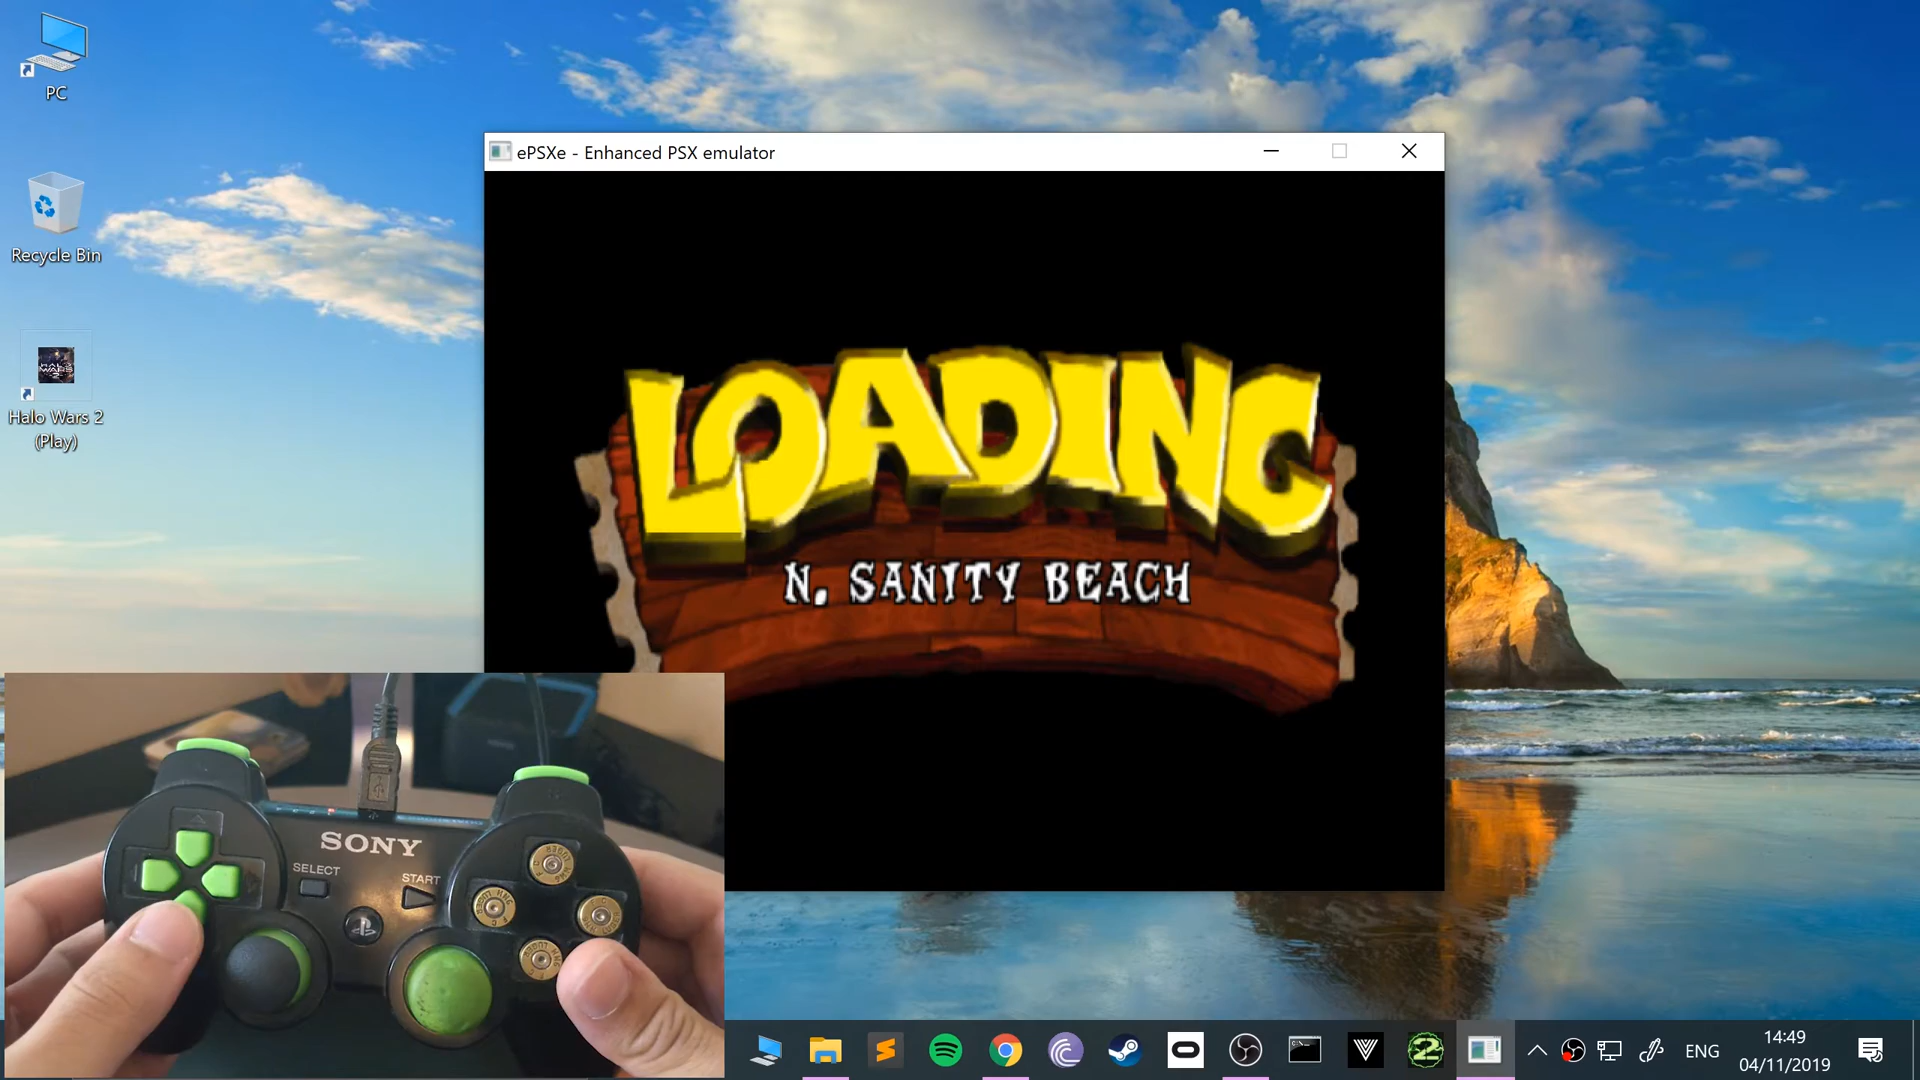 PC
Recycle Bin
Halo Wars 2
(Play)
ePSXe - Enhanced PSX emulator
LOADING
N. SANITY BEACH
SONY
SELECT
START
ENG
14:49
04/11/2019